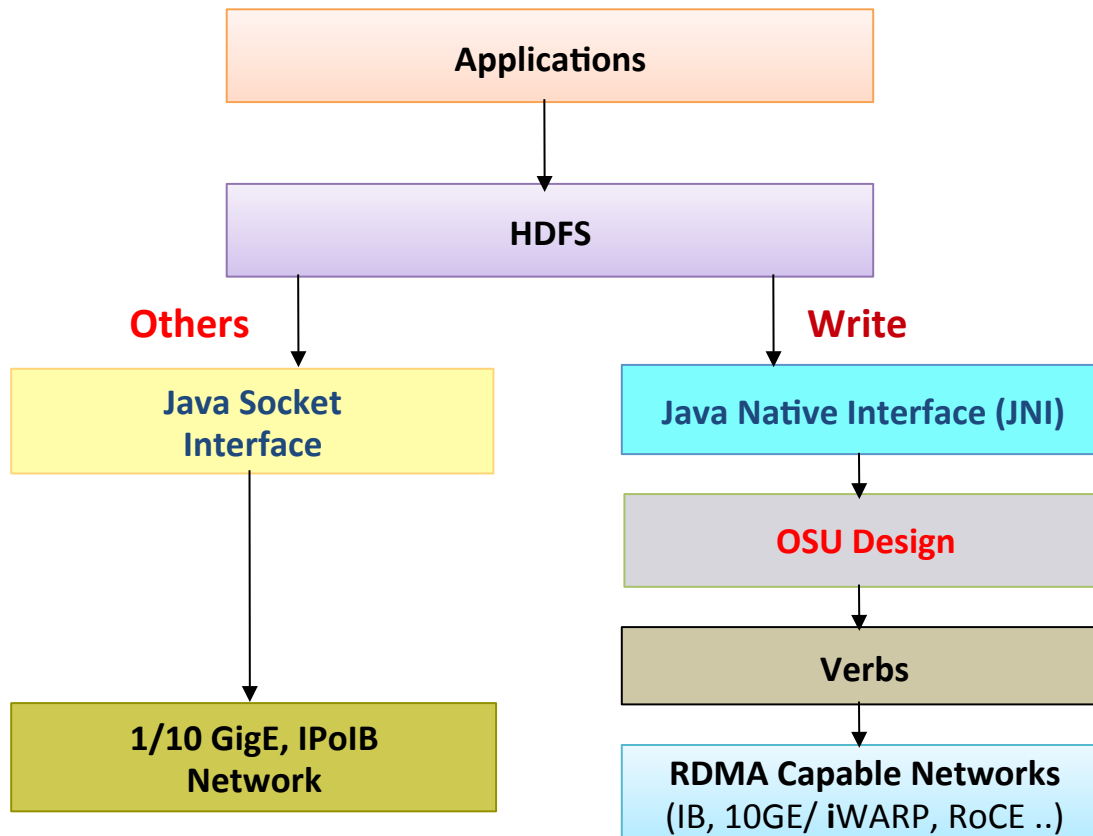 Applications
HDFS
Others
Write
Java Socket
Interface
Java Native Interface (JNI)
OSU Design
Verbs
1/10 GigE, IPoIB
Network
RDMA Capable Networks
(IB, 10GE/ iWARP, RoCE ..)